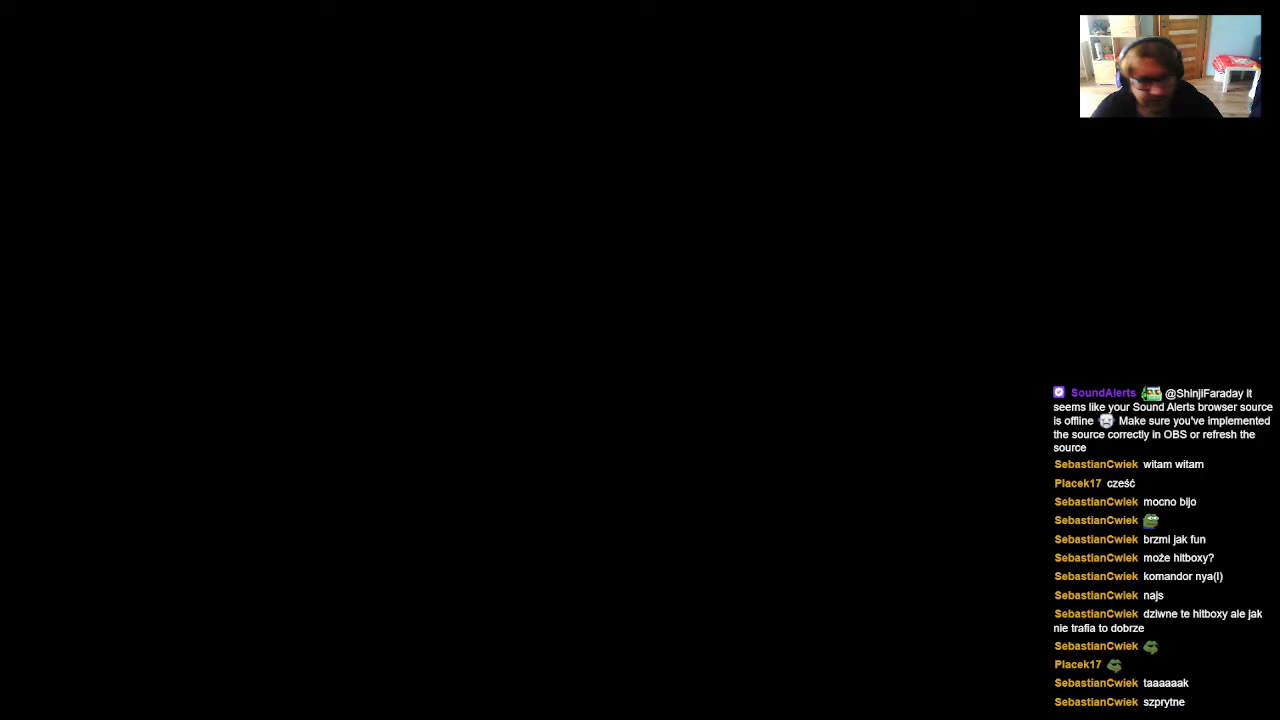 SoundAlerts @ShinjiFaraday it
seems like your Sound Alerts browser source
is offline Make sure you've implemented
the source correctly in OBS or refresh the
source
SebastianCwiek witam witam
Placek17 cześć
SebastianCwiek mocno bijo
SebastianCwiek
SebastianCwiek brzmi jak fun
SebastianCwiek może hitboxy?
SebastianCwiek komandor nya(l)
SebastianCwiek najs
SebastianCwiek dziwne te hitboxy ale jak
nie trafia to dobrze
SebastianCwiek
Placek17
SebastianCwiek taaaaaak
SebastianCwiek szprytne